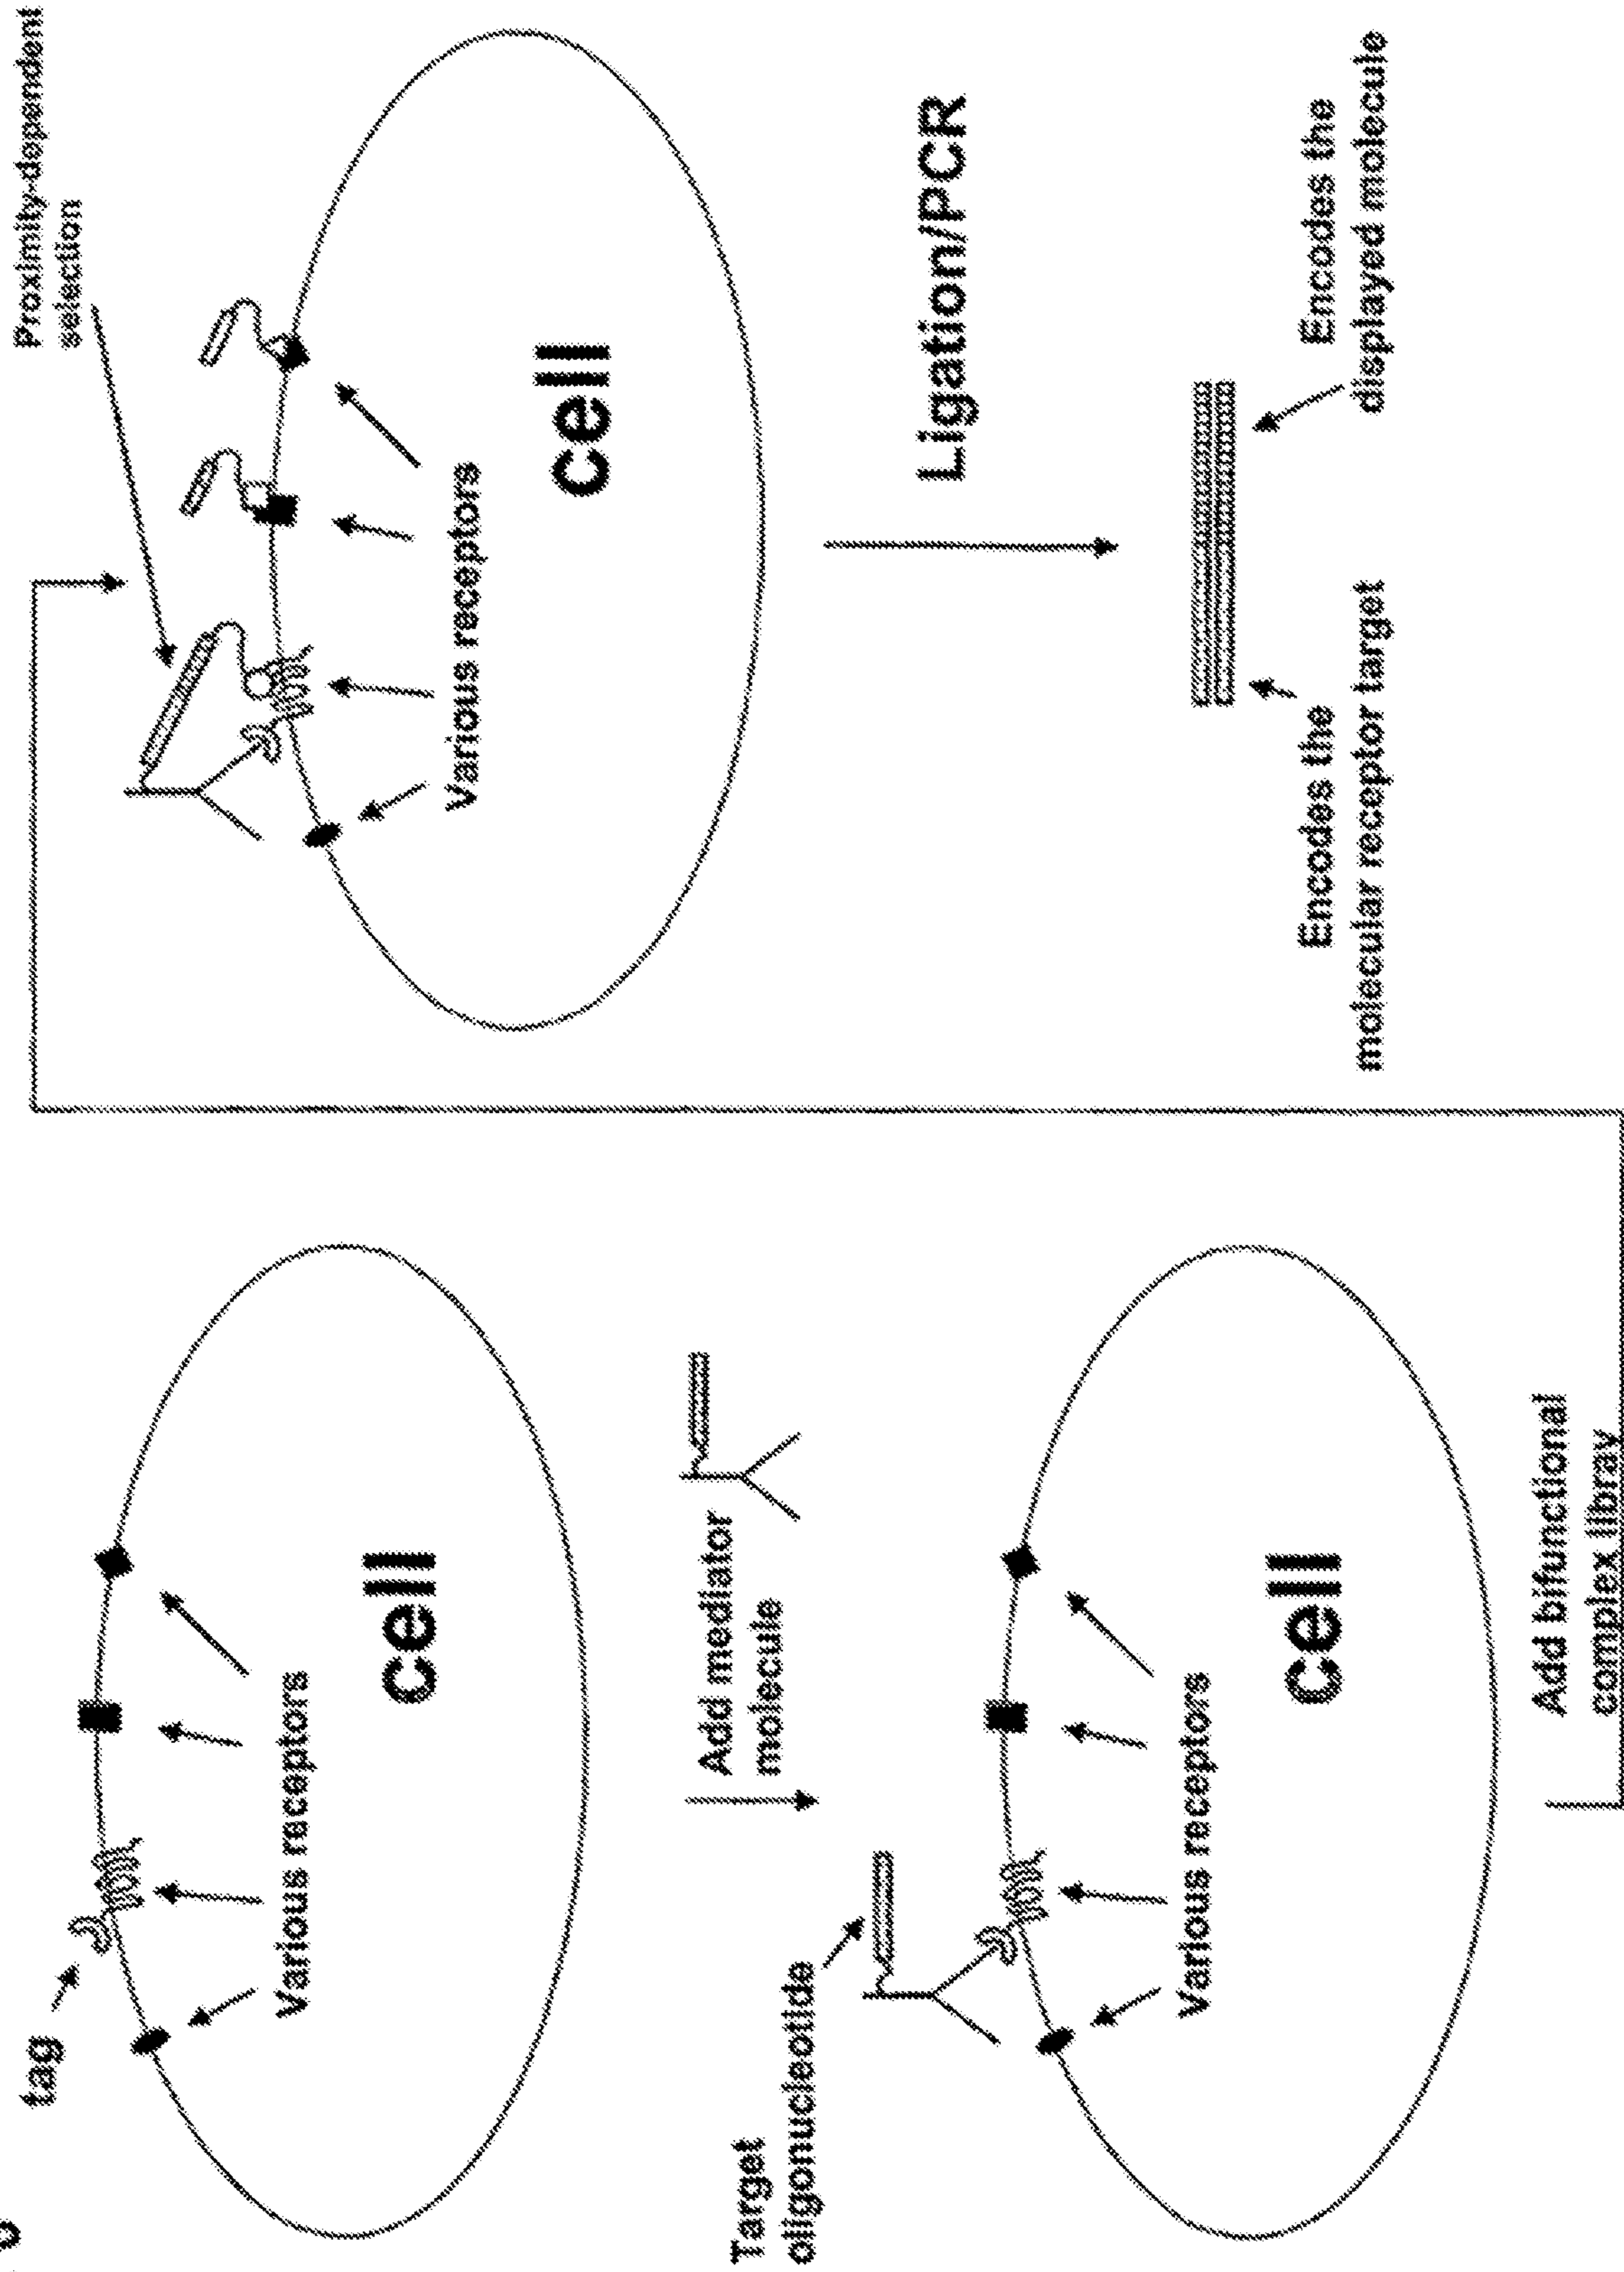 tag
Various receptors
cell
Add mediator
molecule
Target
oligonucleotide
Various receptors
cell
Add bifunctional
complex libray
Proximity-dependent
selection
Various receptors
cell
Ligation/PCR
Encodes the
molecular receptor target
Encodes the
displayed molecule